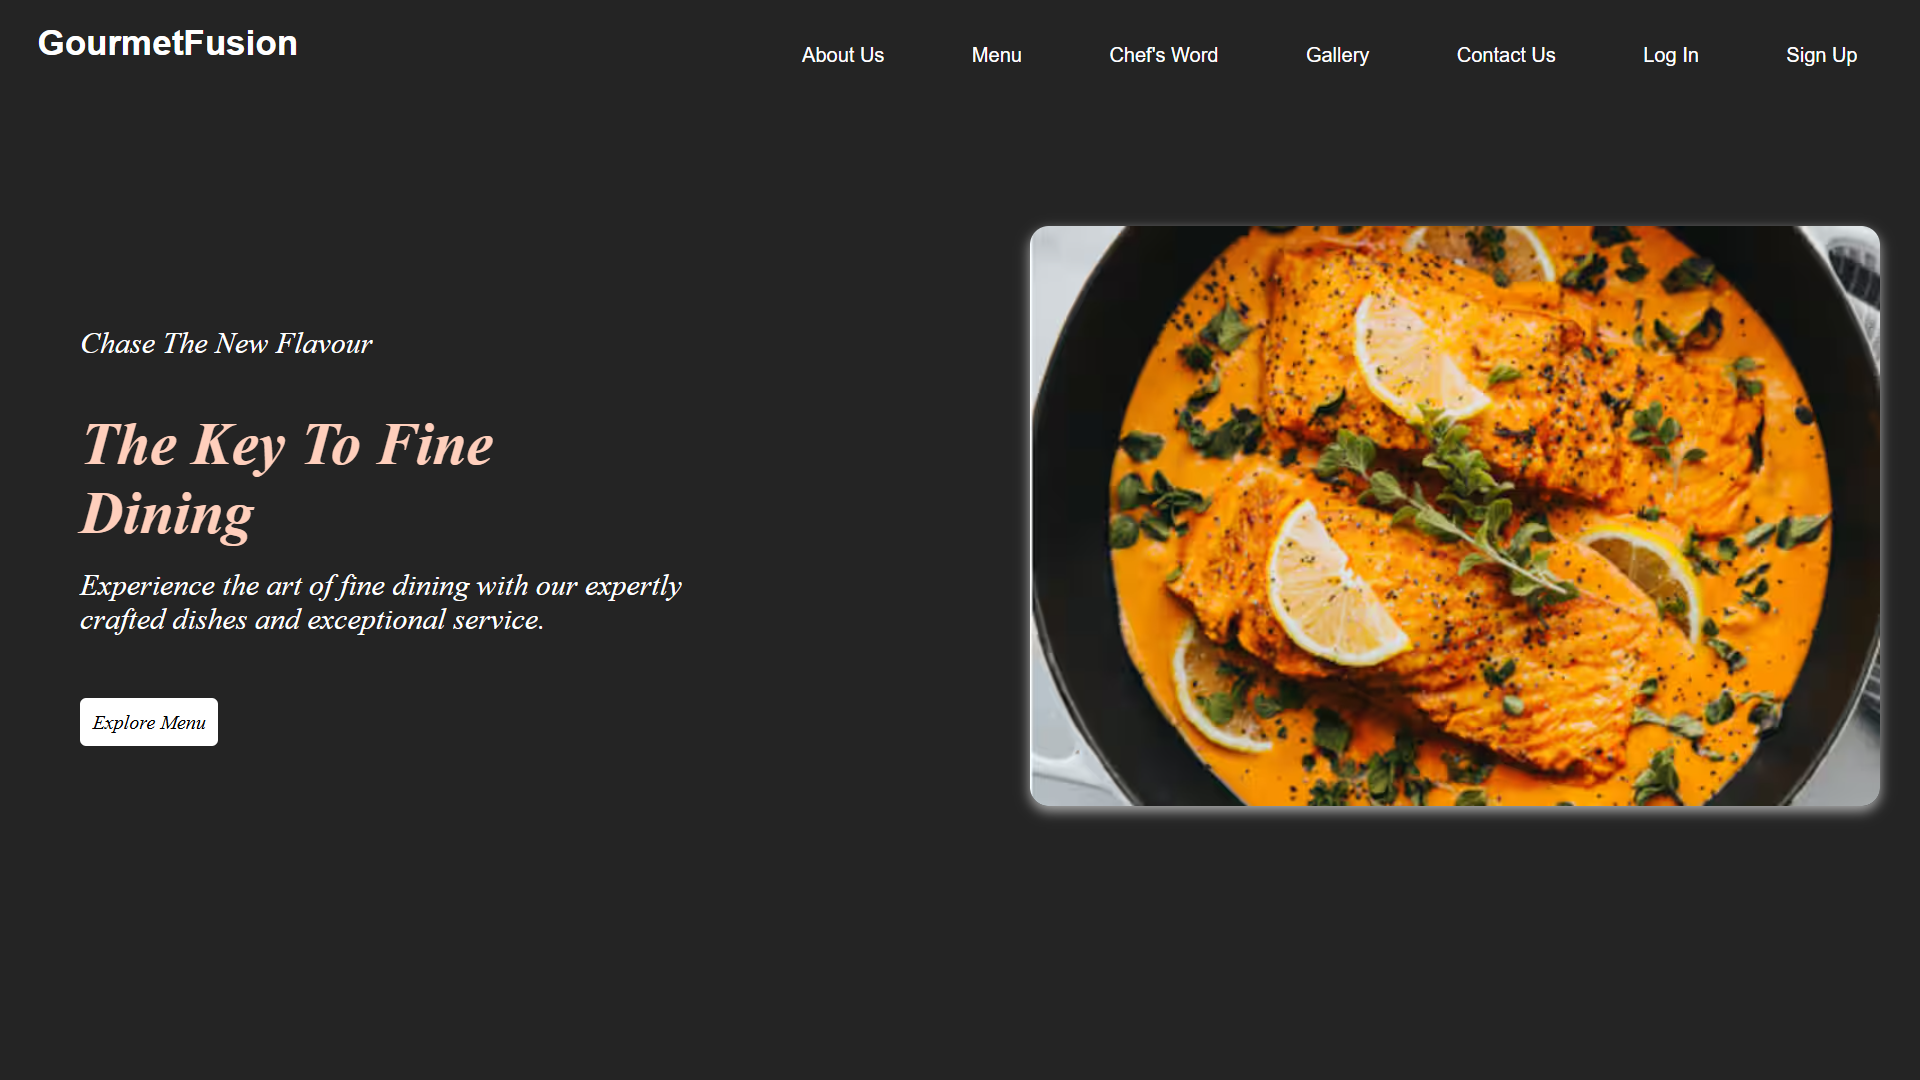 GourmetFusion
About Us Menu Chef's Word Gallery Contact Us Log In Sign Up
Chase The New Flavour
The Key To Fine
Dining
Experience the art of fine dining with our expertly
crafted dishes and exceptional service.
Explore Menu